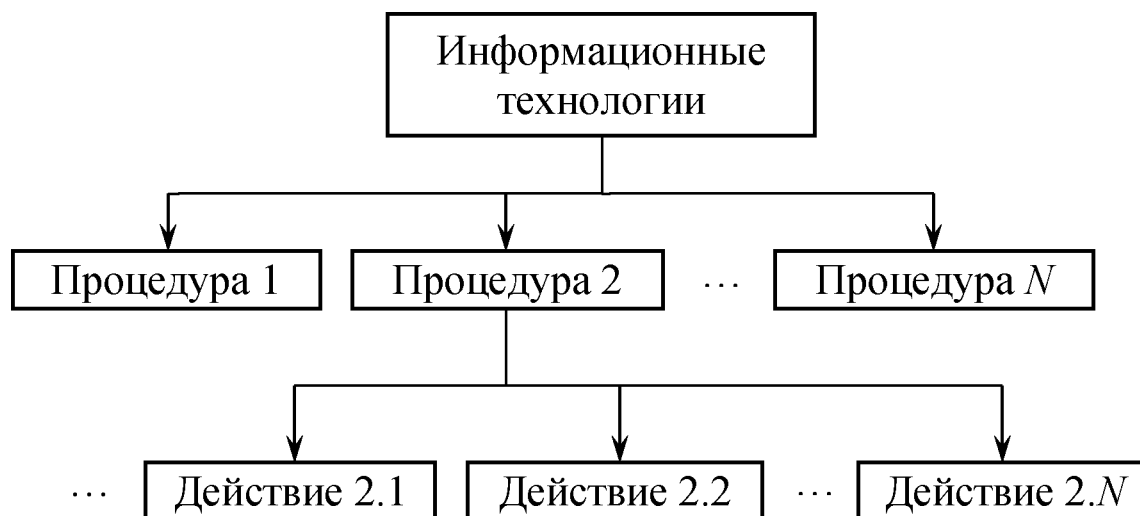 Информационные
технологии
Процедура 1 Процедура 2 ... Процедура N
... Действие 2.1 Действие 2.2 ... Действие 2.N